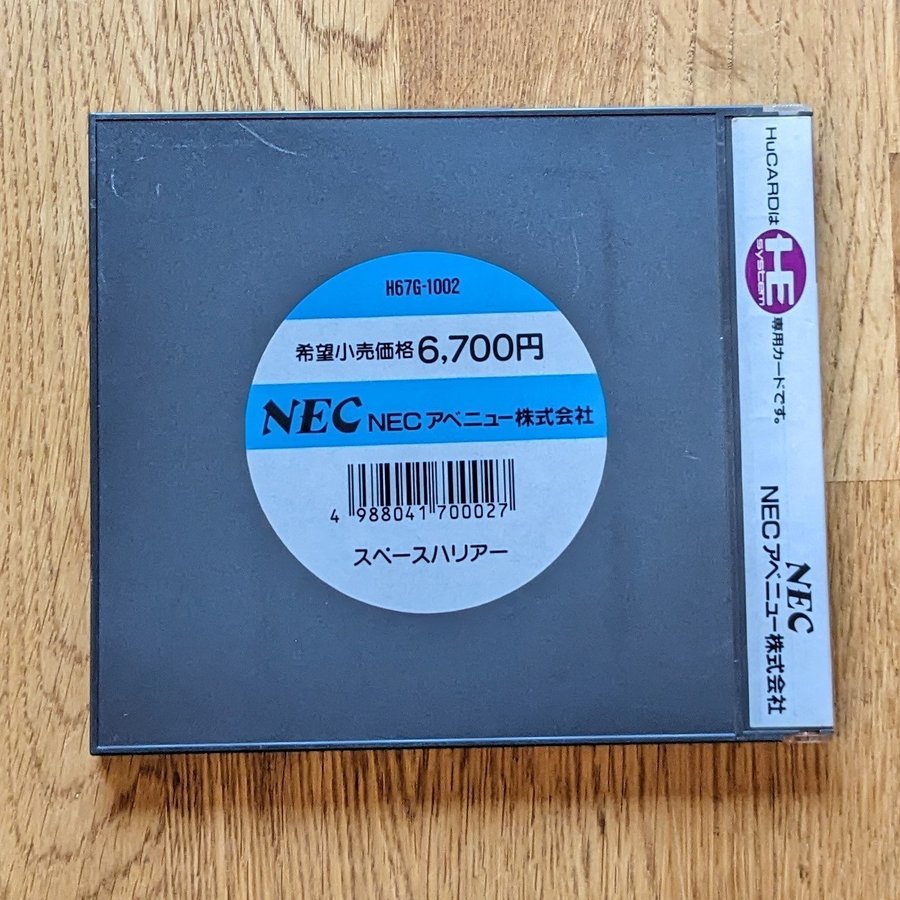 H67G-1002
希望小売価格6,700円
NEC NECアベニュー株式会社
4 988041 700027
スペースハリアー
HuCARDは HE system 専用カードです。
NEC
NECアベニュー株式会社